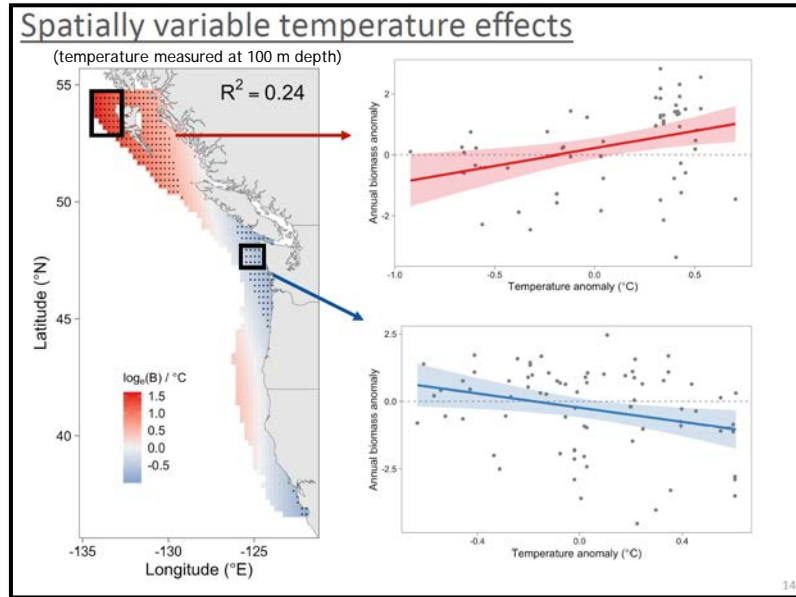 Spatially variable temperature effects
(temperature measured at 100 m depth)
R² = 0.24
55
50
45
40
Latitude (°N)
logₑ(B) / °C
1.5
1.0
0.5
0.0
-0.5
-135
-130
-125
Longitude (°E)
Annual biomass anomaly
2
0
-2
-1.0
-0.5
0.0
0.5
Temperature anomaly (°C)
Annual biomass anomaly
2.5
0.0
-2.5
-0.4
0.0
0.4
Temperature anomaly (°C)
14